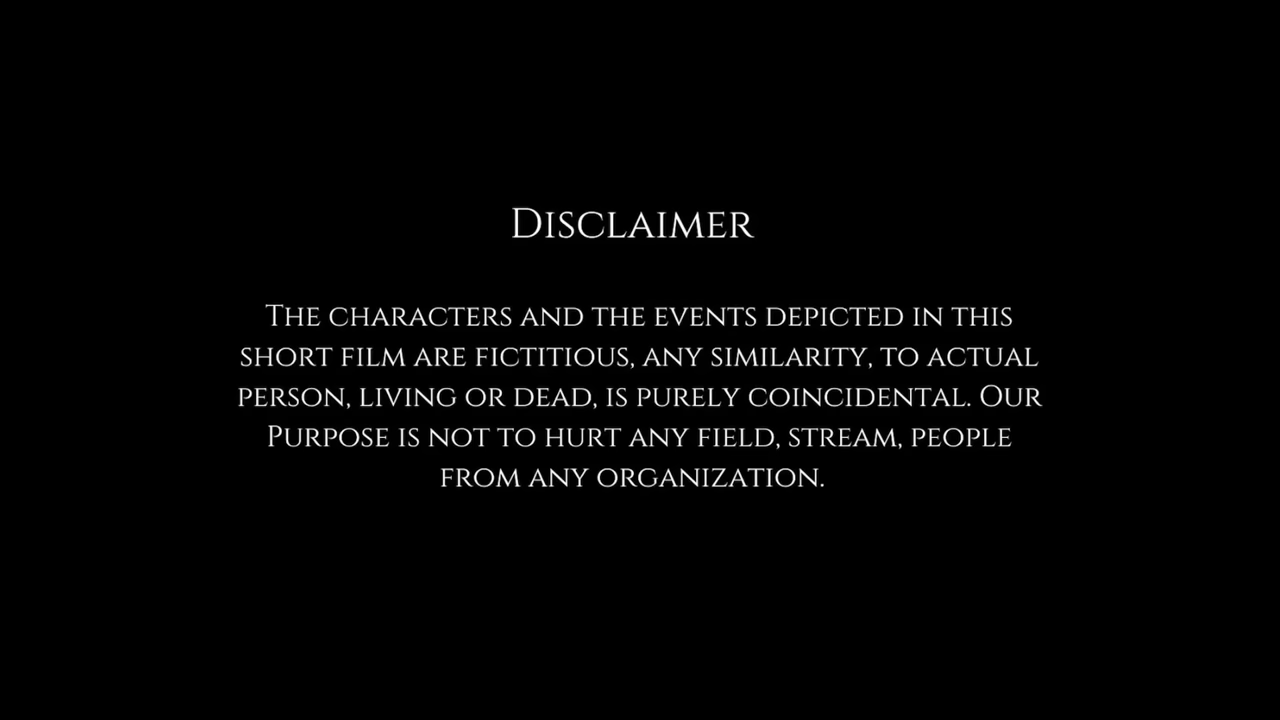 Disclaimer
The characters and the events depicted in this
short film are fictitious, any similarity, to actual
person, living or dead, is purely coincidental. Our
Purpose is not to hurt any field, stream, people
from any organization.